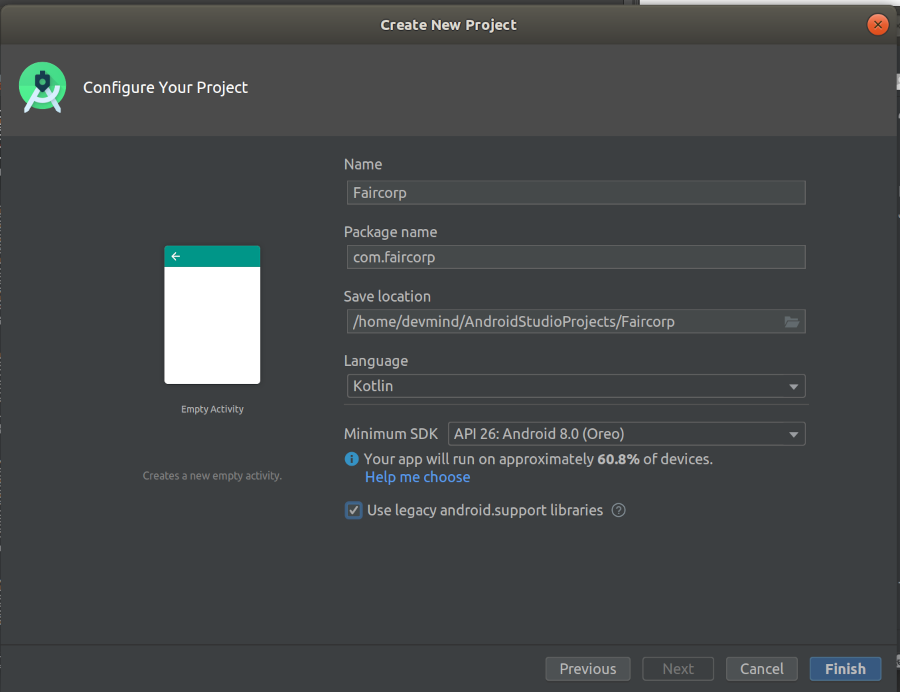 Create New Project
Configure Your Project
Name
Faircorp
Package name
com.faircorp
Save location
/home/devmind/AndroidStudioProjects/Faircorp
Language
Kotlin
Empty Activity
Creates a new empty activity.
Minimum SDK API 26: Android 8.0 (Oreo)
Your app will run on approximately 60.8% of devices.
Help me choose
Use legacy android.support libraries
Previous Next Cancel Finish